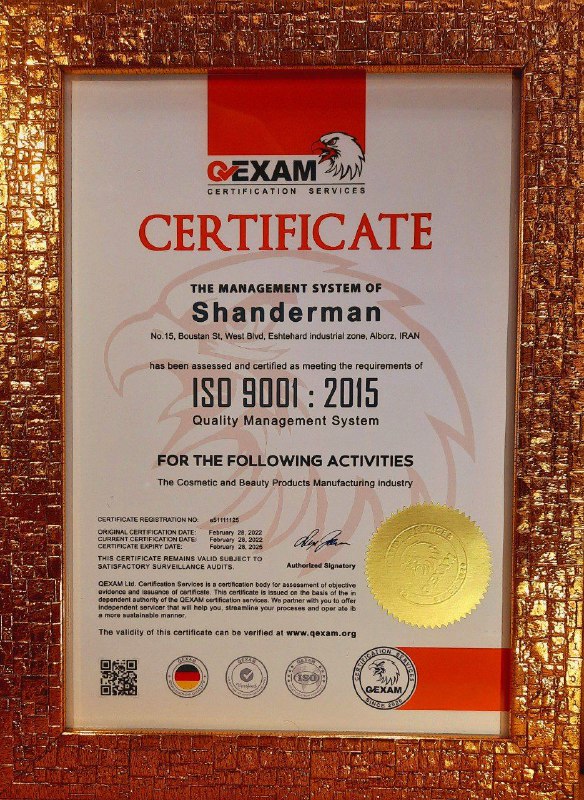 QEXAM
CERTIFICATION SERVICES
CERTIFICATE
THE MANAGEMENT SYSTEM OF
Shanderman
No.15, Boustan St, West Blvd, Eshtehard industrial zone, Alborz, IRAN
has been assessed and certified as meeting the requirements of
ISO 9001 : 2015
Quality Management System
FOR THE FOLLOWING ACTIVITIES
The Cosmetic and Beauty Products Manufacturing Industry
CERTIFICATE REGISTRATION NO:
ORIGINAL CERTIFICATION DATE: February 28, 2022
CURRENT CERTIFICATION DATE: February 28, 2022
CERTIFICATE EXPIRY DATE: February 28, 2025
THIS CERTIFICATE REMAINS VALID SUBJECT TO
SATISFACTORY SURVEILLANCE AUDITS.
Authorized Signatory
QEXAM Ltd. Certification Services is a certification body for assessment of objective
evidence and issuance of certificate. This certificate is issued on the basis of the in
dependent authority of the QEXAM certification services. We partner with you to offer
independent servicer that will help you, streamline your processes and oper ate ib
a more sustainable manner.
The validity of this certificate can be verified at www.qexam.org
QEXAM
QEXAM
ISO
CERTIFICATION SERVICES
QEXAM